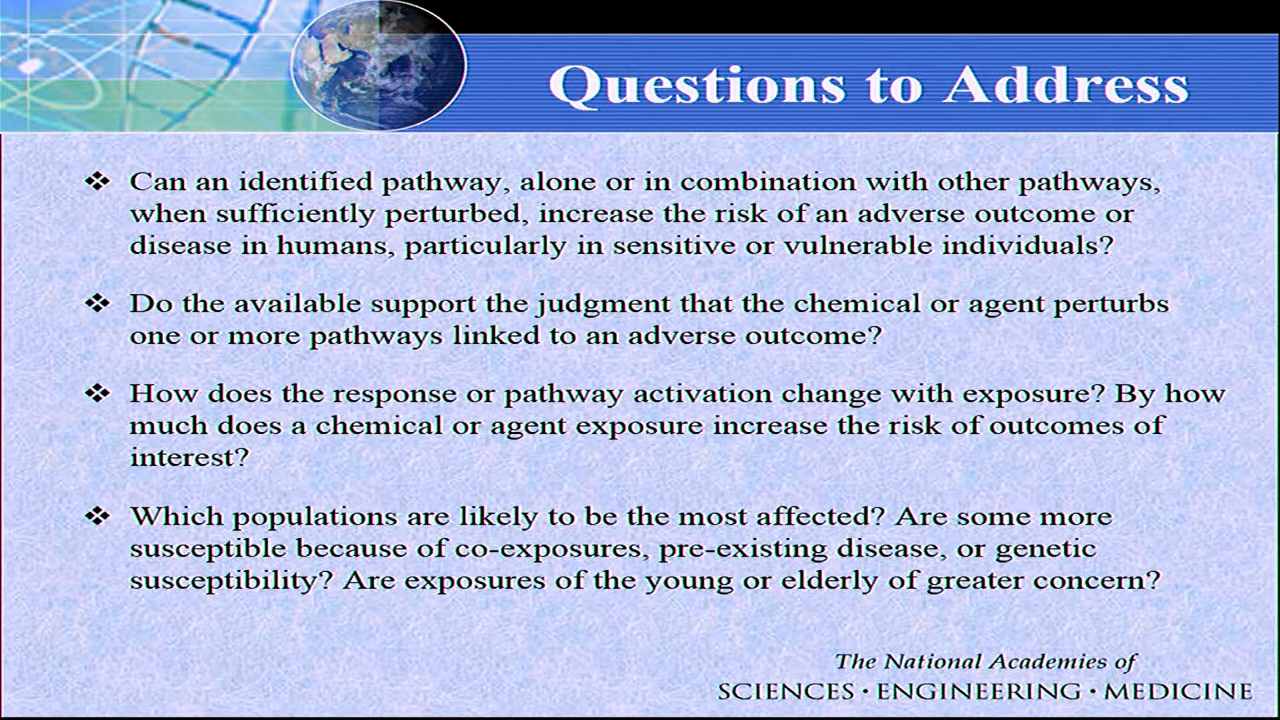 Questions to Address
❖ Can an identified pathway, alone or in combination with other pathways,
when sufficiently perturbed, increase the risk of an adverse outcome or
disease in humans, particularly in sensitive or vulnerable individuals?
❖ Do the available support the judgment that the chemical or agent perturbs
one or more pathways linked to an adverse outcome?
❖ How does the response or pathway activation change with exposure? By how
much does a chemical or agent exposure increase the risk of outcomes of
interest?
❖ Which populations are likely to be the most affected? Are some more
susceptible because of co-exposures, pre-existing disease, or genetic
susceptibility? Are exposures of the young or elderly of greater concern?
The National Academies of
SCIENCES · ENGINEERING · MEDICINE